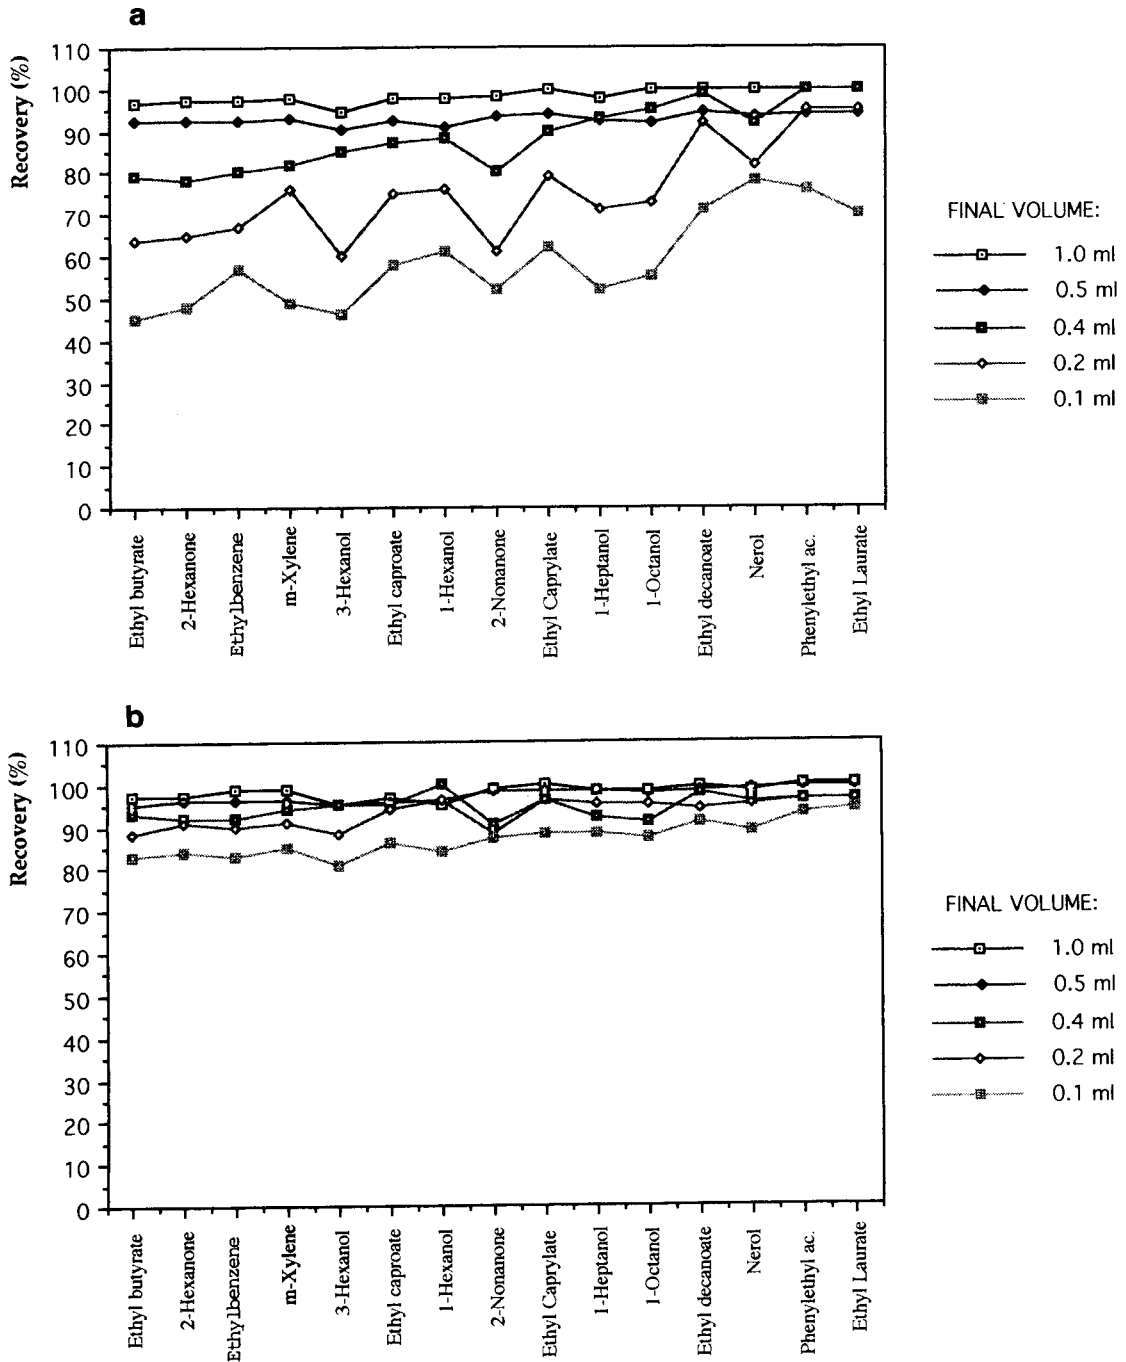 a
Recovery (%)
110
100
90
80
70
60
50
40
30
20
10
0
Ethyl butyrate
2-Hexanone
Ethylbenzene
m-Xylene
3-Hexanol
Ethyl caproate
1-Hexanol
2-Nonanone
Ethyl Caprylate
1-Heptanol
1-Octanol
Ethyl decanoate
Nerol
Phenylethyl ac.
Ethyl Laurate
FINAL VOLUME:
1.0 ml
0.5 ml
0.4 ml
0.2 ml
0.1 ml
b
Recovery (%)
110
100
90
80
70
60
50
40
30
20
10
0
Ethyl butyrate
2-Hexanone
Ethylbenzene
m-Xylene
3-Hexanol
Ethyl caproate
1-Hexanol
2-Nonanone
Ethyl Caprylate
1-Heptanol
1-Octanol
Ethyl decanoate
Nerol
Phenylethyl ac.
Ethyl Laurate
FINAL VOLUME:
1.0 ml
0.5 ml
0.4 ml
0.2 ml
0.1 ml